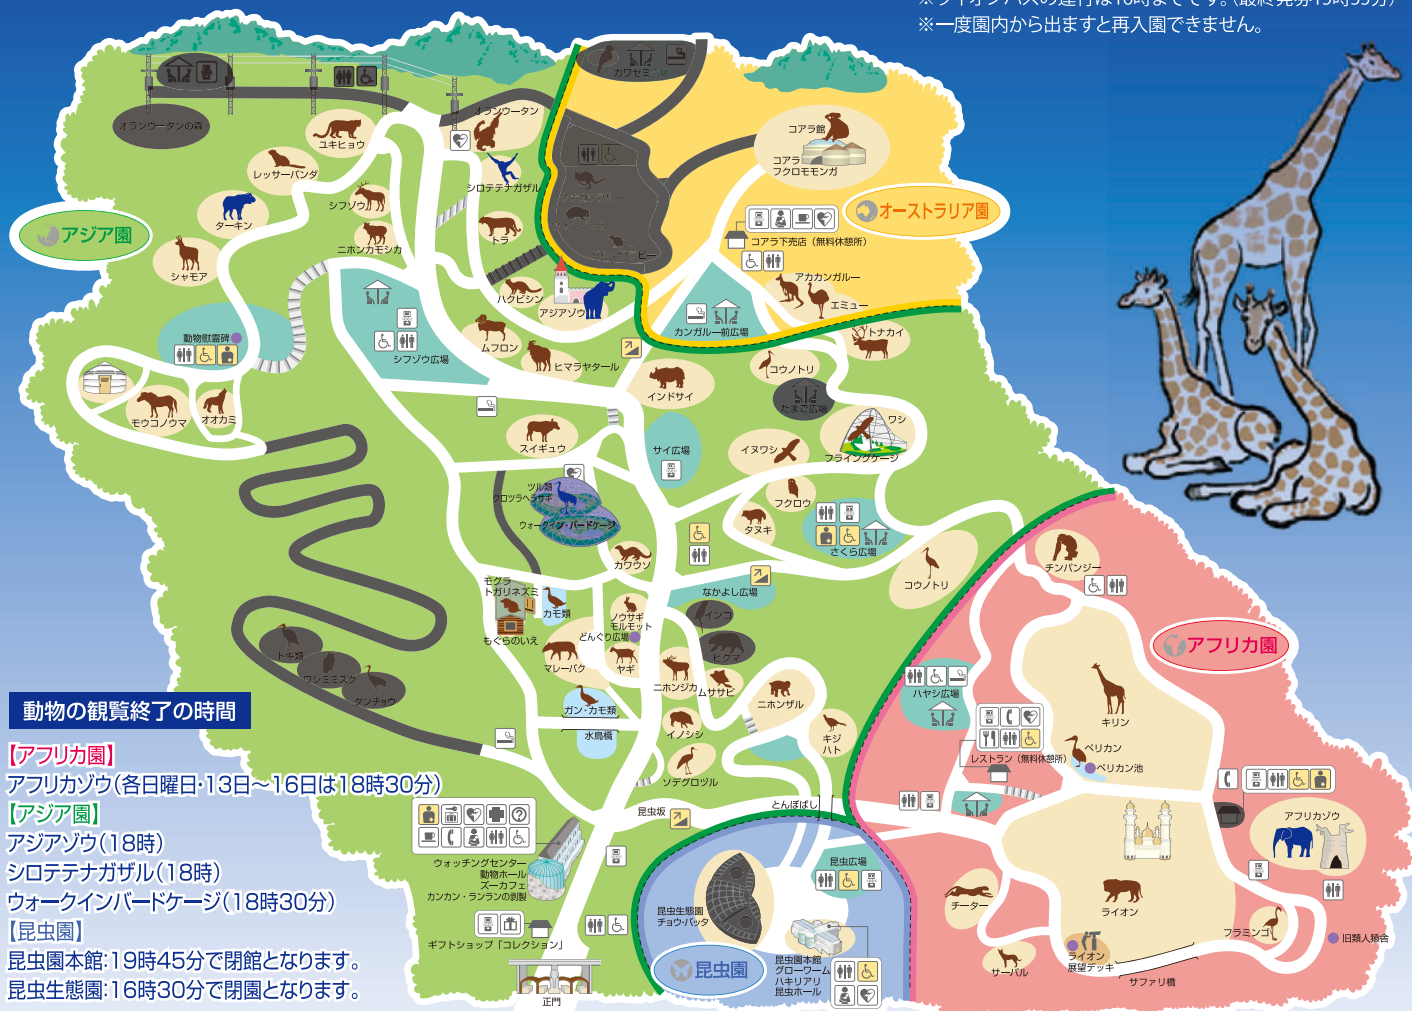 ※一度園内から出ますと再入園できません。
カワセミ広場
オランウータンの森
オランウータン
ユキヒョウ
コアラ館
コアラ
フクロモモンガ
レッサーパンダ
シロテテナガザル
シフゾウ
ターキン
オーストラリア園
アジア園
トラ
ニホンカモシカ
コアラ下売店（無料休憩所）
シャモア
アカカンガルー
エミュー
ハクビシン
アジアゾウ
カンガルー前広場
トナカイ
動物慰霊碑
シフゾウ広場
ムフロン
ヒマラヤタール
コウノトリ
インドサイ
たまご広場
モウコノウマ
オオカミ
ワシ
フライングケージ
スイギュウ
サイ広場
イヌワシ
ツル類
クロツラヘラサギ
ウォークイン・バードケージ
フクロウ
タヌキ
さくら広場
カワウソ
コウノトリ
チンパンジー
モグラ
トガリネズミ
カモ類
なかよし広場
もぐらのいえ
ノウサギ
モルモット
どんぐり広場
インコ
ヒグマ
アフリカ園
トキ類
ワシミミズク
タンチョウ
マレーバク
ヤギ
ニホンジカ
ムササビ
ニホンザル
ハヤシ広場
ガン・カモ類
水鳥橋
イノシシ
キジ
ハト
キリン
ペリカン
ペリカン池
レストラン（無料休憩所）
ソデグロヅル
動物の観覧終了の時間
【アフリカ園】
アフリカゾウ（各日曜日・13日～16日は18時30分）
【アジア園】
アジアゾウ（18時）
シロテテナガザル（18時）
ウォークインバードケージ（18時30分）
【昆虫園】
昆虫園本館：19時45分で閉館となります。
昆虫生態園：16時30分で閉園となります。
昆虫坂
とんぼばし
アフリカゾウ
ウォッチングセンター
動物ホール
ズーカフェ
カンカン・ランランの剥製
昆虫広場
昆虫生態園
チョウ・バッタ
チーター
ライオン
フラミンゴ
旧類人猿舎
ギフトショップ「コレクション」
昆虫園
昆虫園本館
グローワーム
ハキリアリ
昆虫ホール
サーバル
ライオン
展望デッキ
サファリ橋
正門